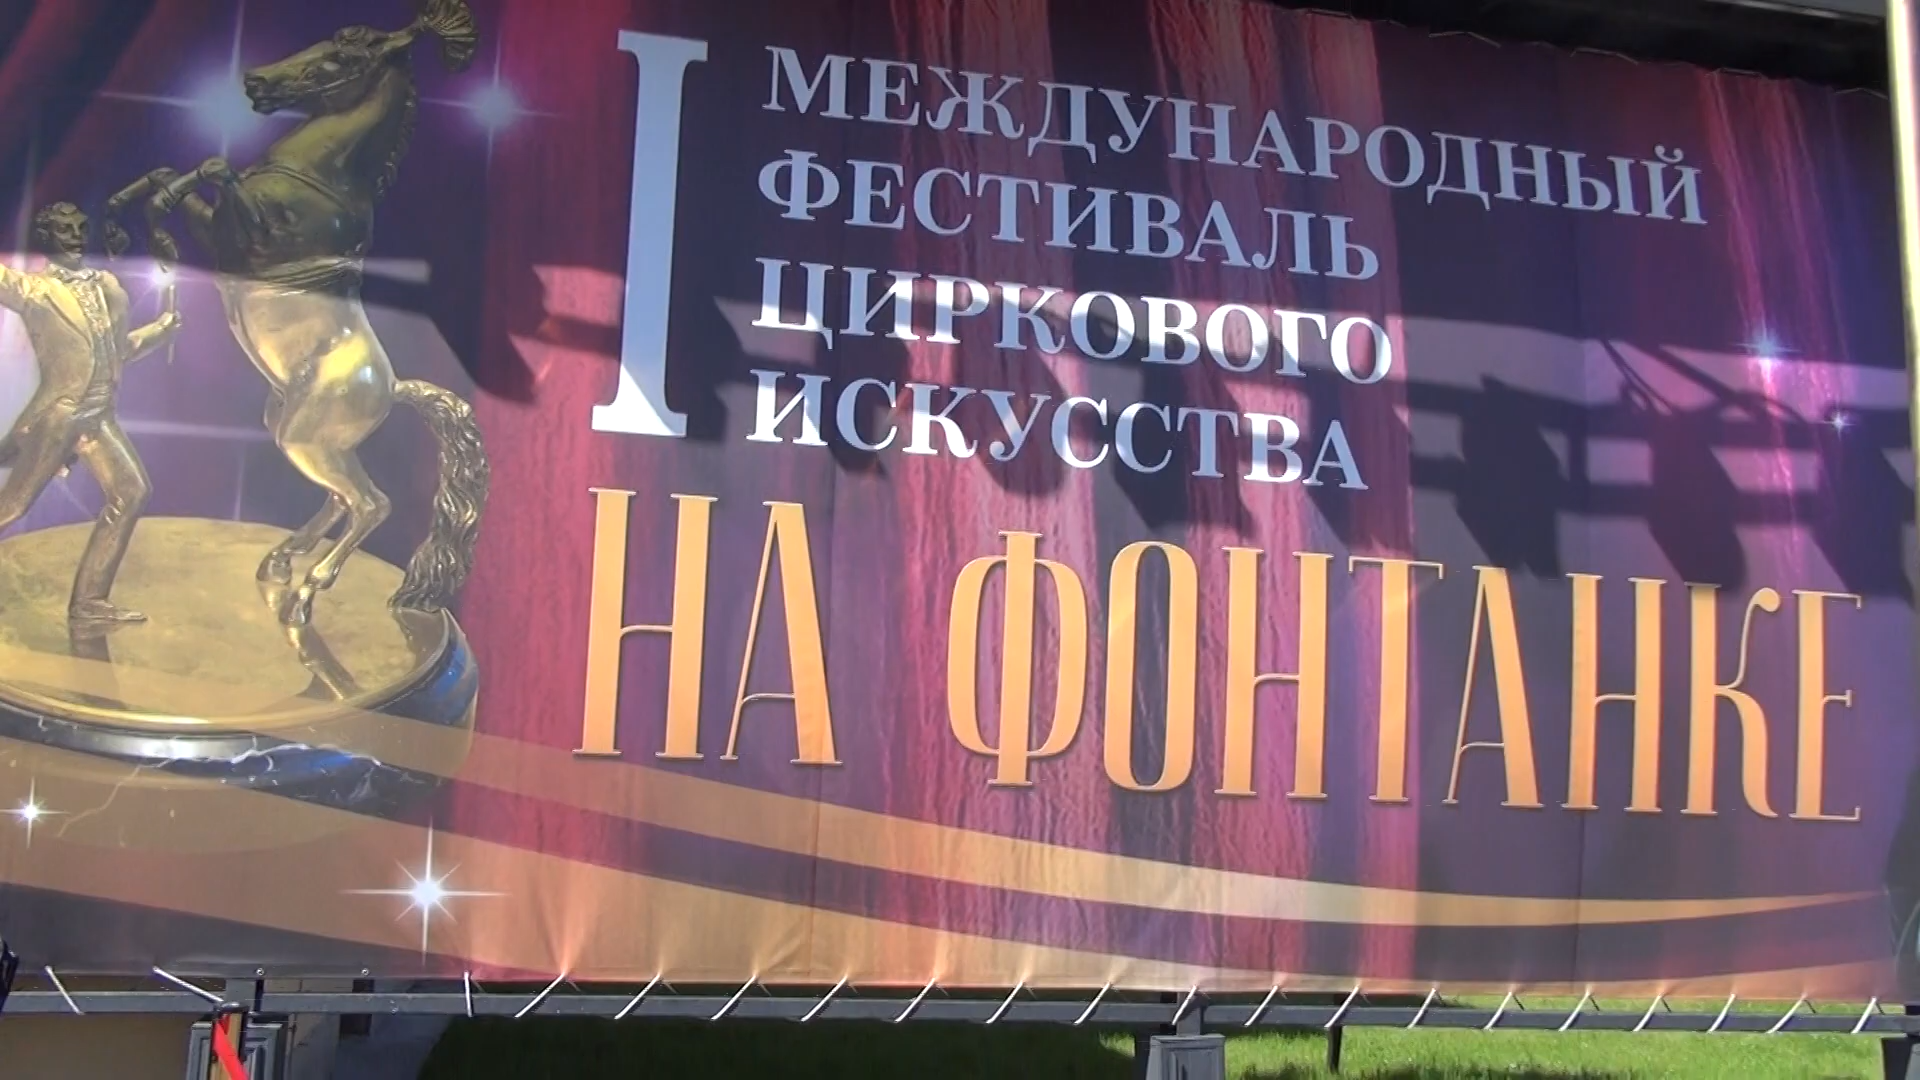 I МЕЖДУНАРОДНЫЙ
ФЕСТИВАЛЬ
ЦИРКОВОГО
ИСКУССТВА
НА ФОНТАНКЕ